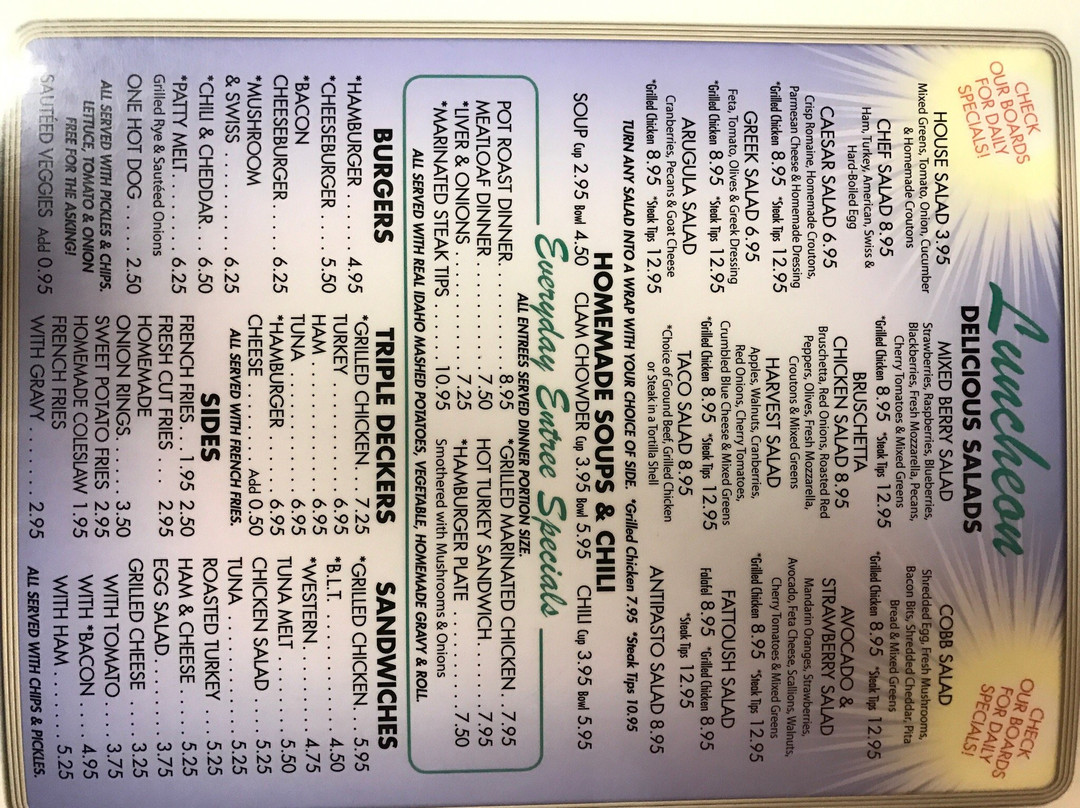 CHECK
OUR BOARDS
FOR DAILY
SPECIALS!
Luncheon
CHECK
OUR BOARDS
FOR DAILY
SPECIALS!
DELICIOUS SALADS
HOUSE SALAD 3.95
Mixed Greens, Tomato, Onion, Cucumber
& Homemade Croutons
CHEF SALAD 8.95
Ham, Turkey, American, Swiss &
Hard-Boiled Egg
CAESAR SALAD 6.95
Crisp Romaine, Homemade Croutons,
Parmesan Cheese & Homemade Dressing
*Grilled Chicken 8.95 *Steak Tips 12.95
GREEK SALAD 6.95
Feta, Tomato, Olives & Greek Dressing
*Grilled Chicken 8.95 *Steak Tips 12.95
ARUGULA SALAD
Cranberries, Pecans & Goat Cheese
*Grilled Chicken 8.95 *Steak Tips 12.95
MIXED BERRY SALAD
Strawberries, Raspberries, Blueberries,
Blackberries, Fresh Mozzarella, Pecans,
Cherry Tomatoes & Mixed Greens
*Grilled Chicken 8.95 *Steak Tips 12.95
BRUSCHETTA
CHICKEN SALAD 8.95
Bruschetta, Red Onions, Roasted Red
Peppers, Olives, Fresh Mozzarella,
Croutons & Mixed Greens
HARVEST SALAD
Apples, Walnuts, Cranberries,
Red Onions, Cherry Tomatoes,
Crumbled Blue Cheese & Mixed Greens
*Grilled Chicken 8.95 *Steak Tips 12.95
TACO SALAD 8.95
*Choice of Ground Beef, Grilled Chicken
or Steak in a Tortilla Shell
COBB SALAD
Shredded Egg, Fresh Mushrooms,
Bacon Bits, Shredded Cheddar, Pita
Bread & Mixed Greens
*Grilled Chicken 8.95 *Steak Tips 12.95
AVOCADO &
STRAWBERRY SALAD
Mandarin Oranges, Strawberries,
Avocado, Feta Cheese, Scallions, Walnuts,
Cherry Tomatoes & Mixed Greens
*Grilled Chicken 8.95 *Steak Tips 12.95
FATTOUSH SALAD
Falafel 8.95 *Grilled Chicken 8.95
*Steak Tips 12.95
ANTIPASTO SALAD 8.95
TURN ANY SALAD INTO A WRAP WITH YOUR CHOICE OF SIDE. *Grilled Chicken 7.95 *Steak Tips 10.95
HOMEMADE SOUPS & CHILI
SOUP Cup 2.95 Bowl 4.50 CLAM CHOWDER Cup 3.95 Bowl 5.95 CHILI Cup 3.95 Bowl 5.95
Everyday Entree Specials
ALL ENTREES SERVED DINNER PORTION SIZE.
POT ROAST DINNER. . . . . . . . . 8.95
MEATLOAF DINNER . . . . . . . . . 7.50
*LIVER & ONIONS . . . . . . . . . . 7.25
*MARINATED STEAK TIPS . . . . . . 10.95
*GRILLED MARINATED CHICKEN . . 7.95
HOT TURKEY SANDWICH. . . . . . . 7.95
*HAMBURGER PLATE . . . . . . . . 7.50
Smothered with Mushrooms & Onions
ALL SERVED WITH REAL IDAHO MASHED POTATOES, VEGETABLE, HOMEMADE GRAVY & ROLL.
BURGERS
*HAMBURGER . . . . . . . 4.95
*CHEESEBURGER . . . . . 5.50
*BACON
CHEESEBURGER . . . . . 6.25
*MUSHROOM
& SWISS . . . . . . . . . . 6.25
*CHILI & CHEDDAR . . . . 6.50
*PATTY MELT. . . . . . . . 6.25
Grilled Rye & Sautéed Onions
ONE HOT DOG . . . . . . 2.50
ALL SERVED WITH PICKLES & CHIPS.
LETTUCE, TOMATO & ONION
FREE FOR THE ASKING!
SAUTÉED VEGGIES Add 0.95
TRIPLE DECKERS
*GRILLED CHICKEN. . . . 7.25
TURKEY . . . . . . . . . . 6.95
HAM . . . . . . . . . . . . 6.95
TUNA . . . . . . . . . . . . 6.95
*HAMBURGER . . . . . . . 6.95
CHEESE . . . . . . . Add 0.50
ALL SERVED WITH FRENCH FRIES.
SIDES
FRENCH FRIES . . . 1.95 2.50
FRESH CUT FRIES . . . 2.95
HOMEMADE
ONION RINGS. . . . . . . 3.50
SWEET POTATO FRIES 2.95
HOMEMADE COLESLAW 1.95
FRENCH FRIES
WITH GRAVY . . . . . . . 2.95
SANDWICHES
*GRILLED CHICKEN. . . . 5.95
*B.L.T. . . . . . . . . . . . 4.50
*WESTERN . . . . . . . . . 4.75
TUNA MELT . . . . . . . . 5.50
CHICKEN SALAD . . . . . 5.25
TUNA . . . . . . . . . . . . 5.25
ROASTED TURKEY . . . . 5.25
HAM & CHEESE . . . . . . 5.25
EGG SALAD . . . . . . . . 3.75
GRILLED CHEESE . . . . . 3.25
WITH TOMATO . . . . . 3.75
WITH *BACON . . . . . 4.95
WITH HAM . . . . . . . 5.25
ALL SERVED WITH CHIPS & PICKLES.